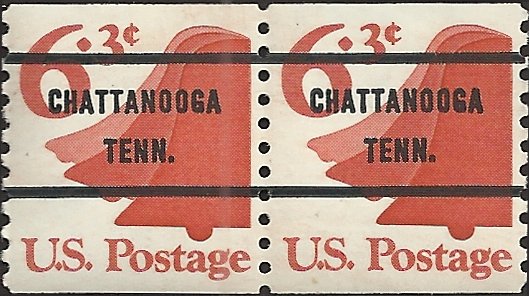 6.3¢ 6.3¢
CHATTANOOGA CHATTANOOGA
TENN. TENN.
U.S. Postage U.S. Postage